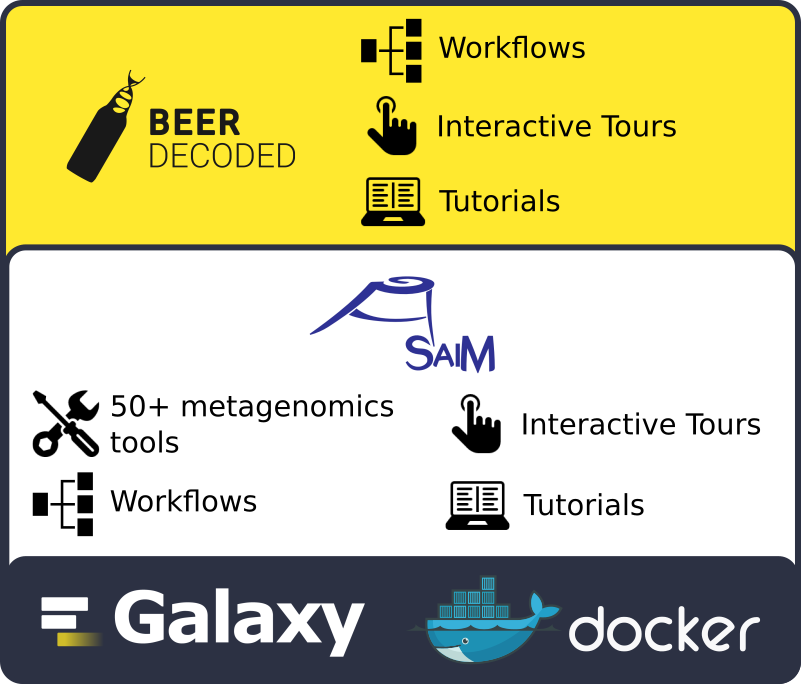 BEER
DECODED
Workflows
Interactive Tours
Tutorials
SAIM
50+ metagenomics
tools
Workflows
Interactive Tours
Tutorials
Galaxy
docker